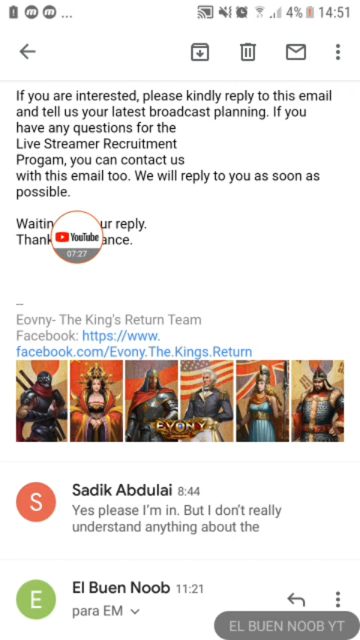 4% 14:51
If you are interested, please kindly reply to this email
and tell us your latest broadcast planning. If you
have any questions for the
Live Streamer Recruitment
Progam, you can contact us
with this email too. We will reply to you as soon as
possible.
Waitin ur reply.
Thank ance.
YouTube
07:27
--
Eovny- The King's Return Team
Facebook: https://www.
facebook.com/Evony.The.Kings.Return
EVONY
S
Sadik Abdulai 8:44
Yes please I'm in. But I don't really
understand anything about the
E
El Buen Noob 11:21
para EM
EL BUEN NOOB YT